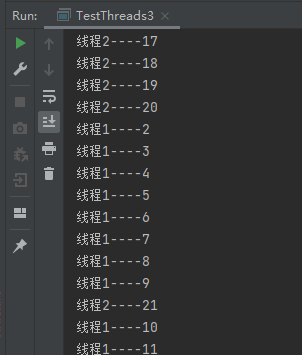 Run: TestThreads3
线程2----17
线程2----18
线程2----19
线程2----20
线程1----2
线程1----3
线程1----4
线程1----5
线程1----6
线程1----7
线程1----8
线程1----9
线程2----21
线程1----10
线程1----11